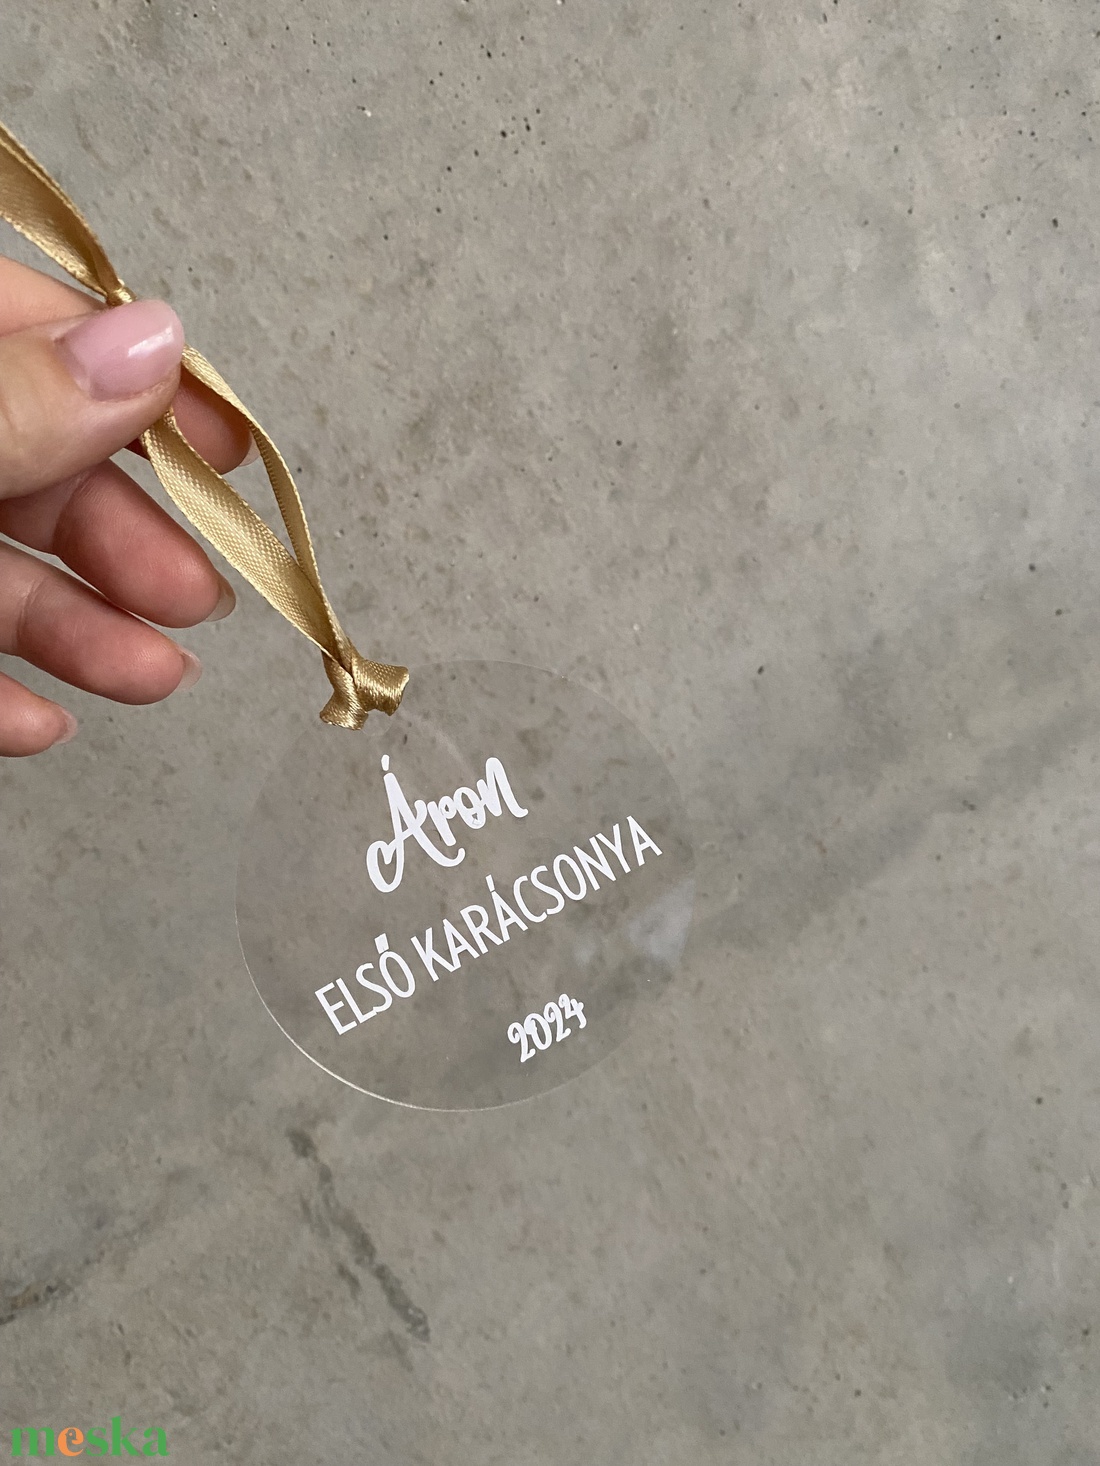 Áron
ELSŐ KARÁCSONYA
2024
meska